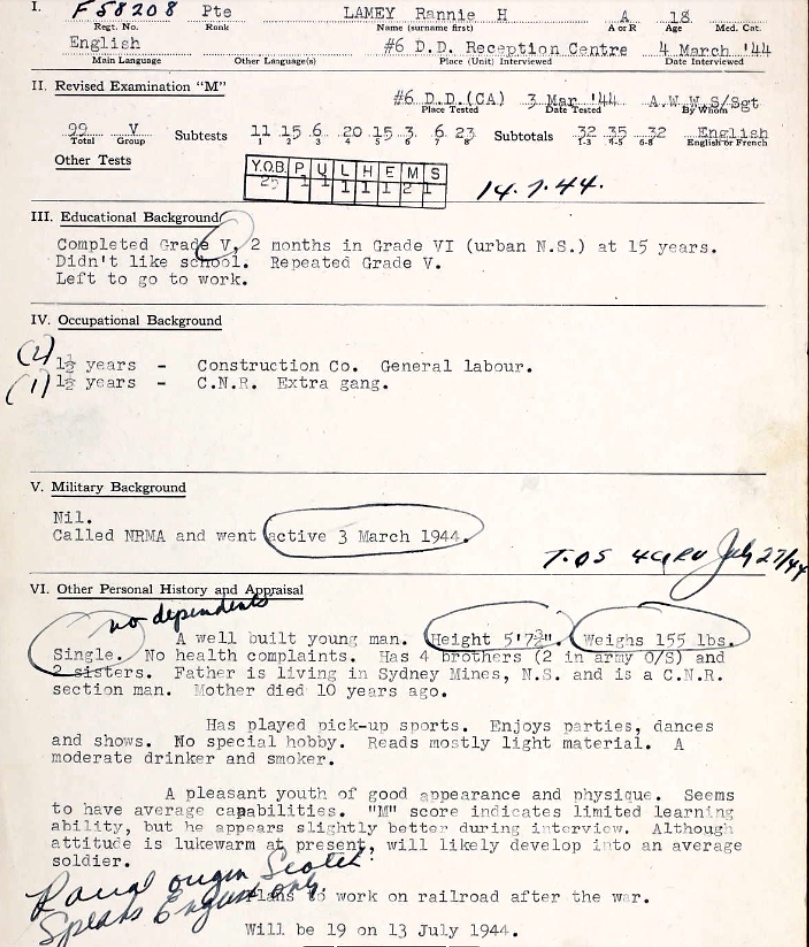 I. F58208 Pte LAMEY Rannie H A 18
Regt. No. Rank Name (surname first) A or R Age Med. Cat.
English #6 D.D. Reception Centre 4 March '44
Main Language Other Language(s) Place (Unit) Interviewed Date Interviewed
II. Revised Examination "M"
#6 D.D.(CA) 3 Mar '44 A.W.W.S/Sgt
Place Tested Date Tested By Whom
99 V Subtests 11 15 6 20 15 3 6 23 Subtotals 32 35 32 English
Total Group 1 2 3 4 5 6 7 8 1-3 4-5 6-8 English or French
Other Tests
Y.O.B. P U L H E M S
25 1 1 1 1 1 2 1
14.7.44.
III. Educational Background
Completed Grade V, 2 months in Grade VI (urban N.S.) at 15 years.
Didn't like school. Repeated Grade V.
Left to go to work.
IV. Occupational Background
(2) 1½ years - Construction Co. General labour.
(1) 1½ years - C.N.R. Extra gang.
V. Military Background
Nil.
Called NRMA and went active 3 March 1944.
T.O.S July 27/44
VI. Other Personal History and Appraisal
no dependents
A well built young man. Height 5'7¾". Weighs 155 lbs.
Single. No health complaints. Has 4 brothers (2 in army O/S) and
2 sisters. Father is living in Sydney Mines, N.S. and is a C.N.R.
section man. Mother died 10 years ago.
Has played pick-up sports. Enjoys parties, dances
and shows. No special hobby. Reads mostly light material. A
moderate drinker and smoker.
A pleasant youth of good appearance and physique. Seems
to have average capabilities. "M" score indicates limited learning
ability, but he appears slightly better during interview. Although
attitude is lukewarm at present, will likely develop into an average
soldier.
Racial origin Scotch.
Speaks English only.
Plans to work on railroad after the war.
Will be 19 on 13 July 1944.